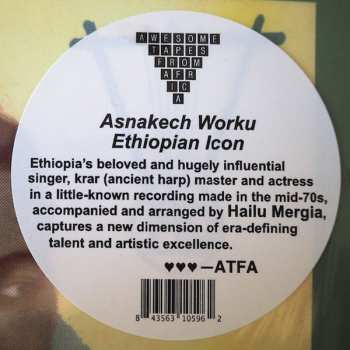 AWESOME
TAPES
FROM
AFR
IC
A
Asnakech Worku
Ethiopian Icon
Ethiopia's beloved and hugely influential
singer, krar (ancient harp) master and actress
in a little-known recording made in the mid-70s,
accompanied and arranged by Hailu Mergia,
captures a new dimension of era-defining
talent and artistic excellence.
♥♥♥—ATFA
8 43563 10596 2